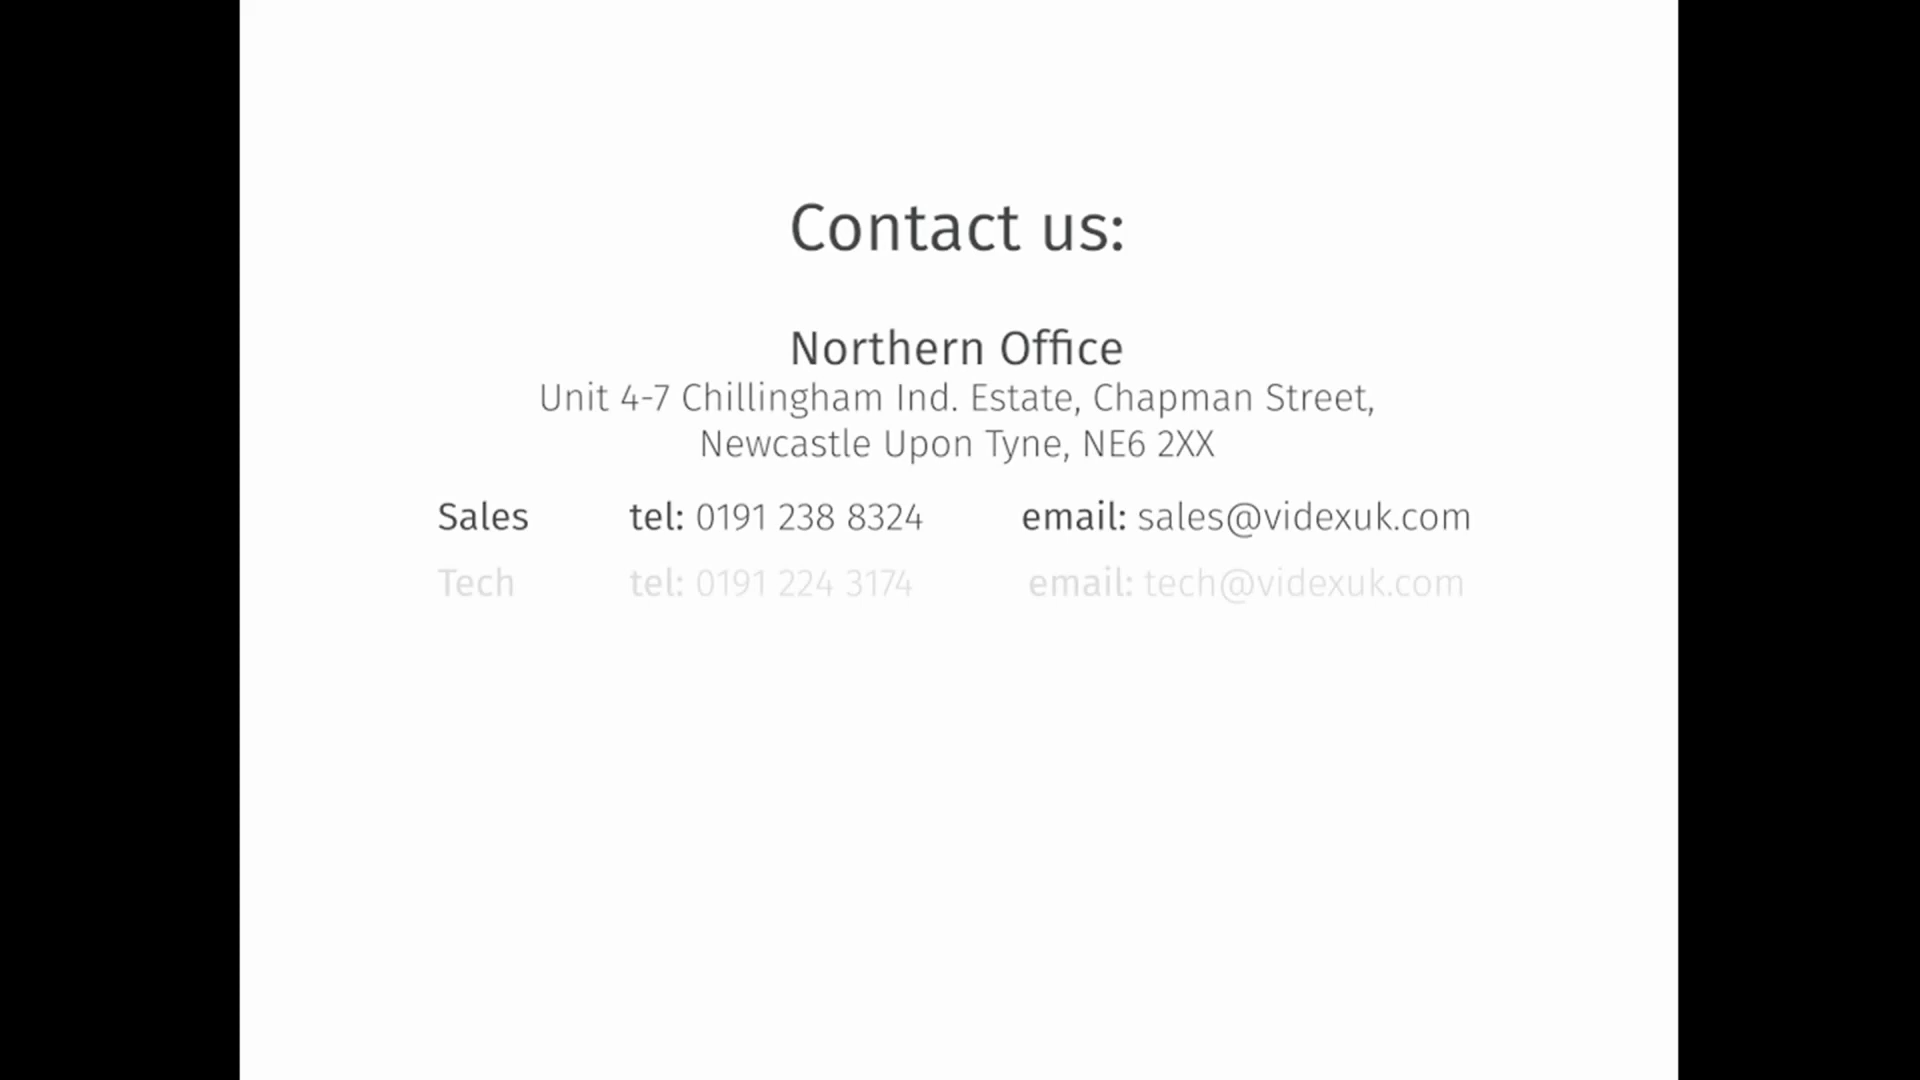 Contact us:
Northern Office
Unit 4-7 Chillingham Ind. Estate, Chapman Street,
Newcastle Upon Tyne, NE6 2XX
Sales tel: 0191 238 8324 email: sales@videxuk.com
Tech tel: 0191 224 3174 email: tech@videxuk.com